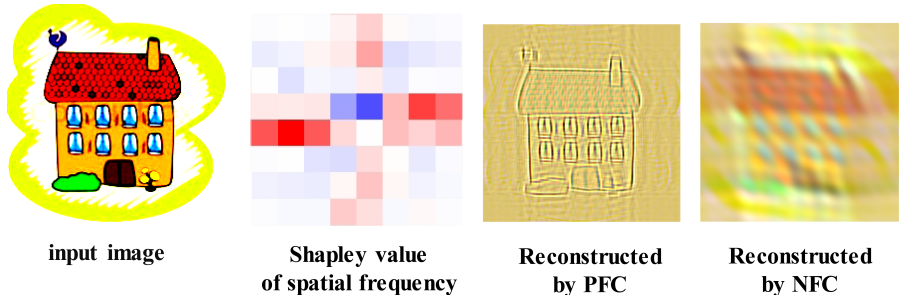 input image
Shapley value
of spatial frequency
Reconstructed
by PFC
Reconstructed
by NFC